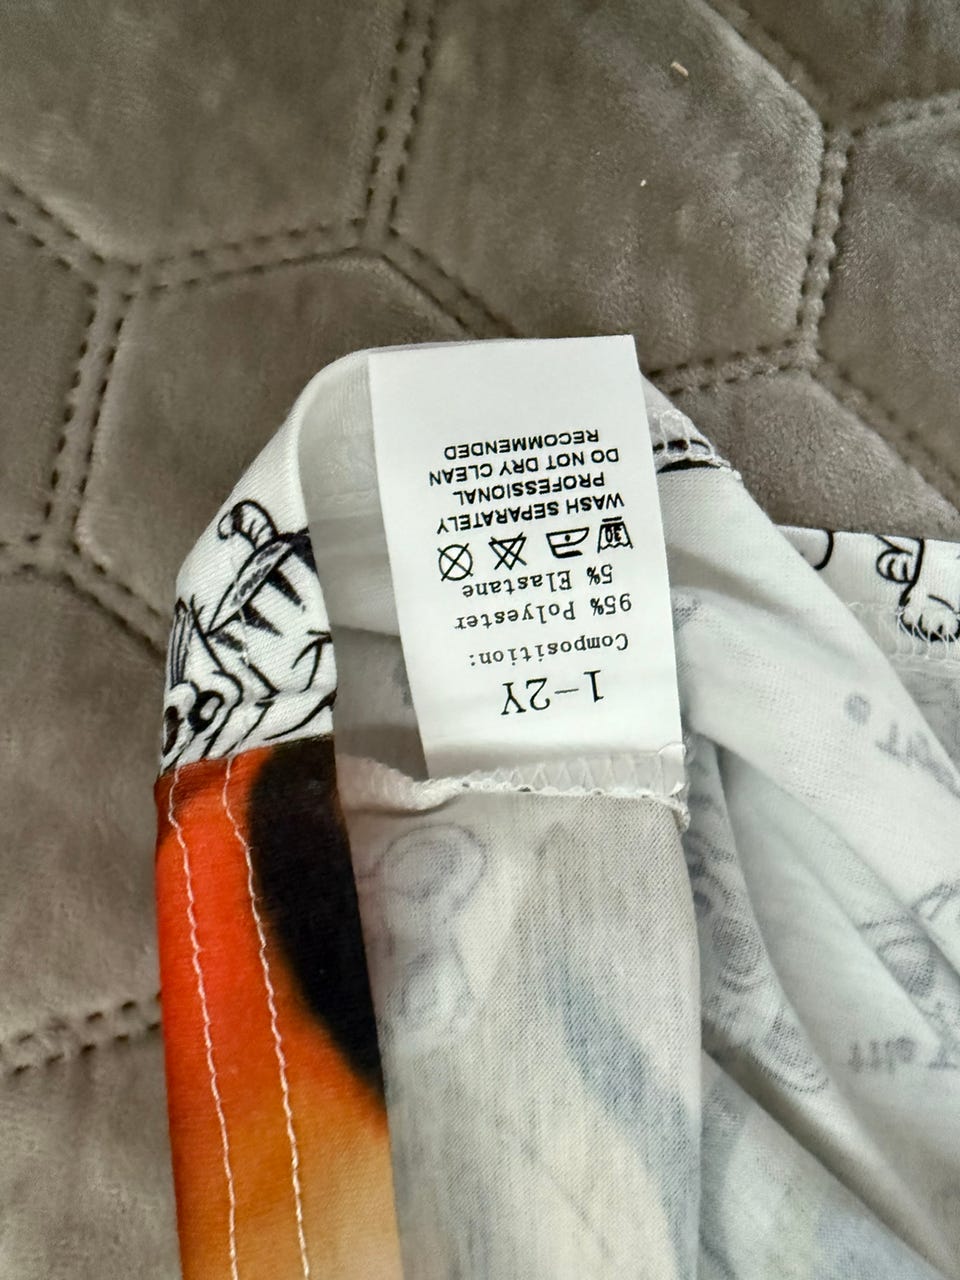 1-2Y
Composition:
95% Polyester
5% Elastane
30
WASH SEPARATELY
PROFESSIONAL
DO NOT DRY CLEAN
RECOMMENDED